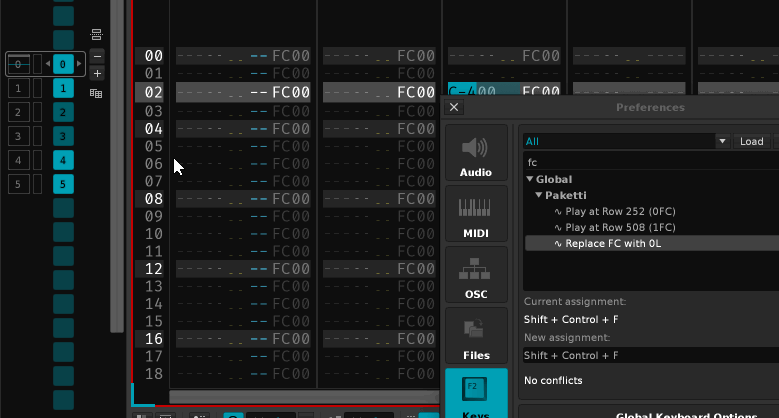 00 -- FC00 FC00 FC00
01 -- FC00 FC00
02 -- FC00 FC00 C-400 FC00
03 -- FC00 FC00
04 -- FC00 FC00
05 -- FC00 FC00
06 -- FC00 FC00
07 -- FC00 FC00
08 -- FC00 FC00
09 -- FC00 FC00
10 -- FC00 FC00
11 -- FC00 FC00
12 -- FC00 FC00
13 -- FC00 FC00
14 -- FC00 FC00
15 -- FC00 FC00
16 -- FC00 FC00
17 -- FC00 FC00
18 -- FC00 FC00
0 0
1 1
2 2
3 3
4 4
5 5
Preferences
Audio
MIDI
OSC
Files
F2
Keys
All
Load
fc
Global
Paketti
Play at Row 252 (0FC)
Play at Row 508 (1FC)
Replace FC with 0L
Current assignment:
Shift + Control + F
New assignment:
Shift + Control + F
No conflicts
Global Keyboard Options